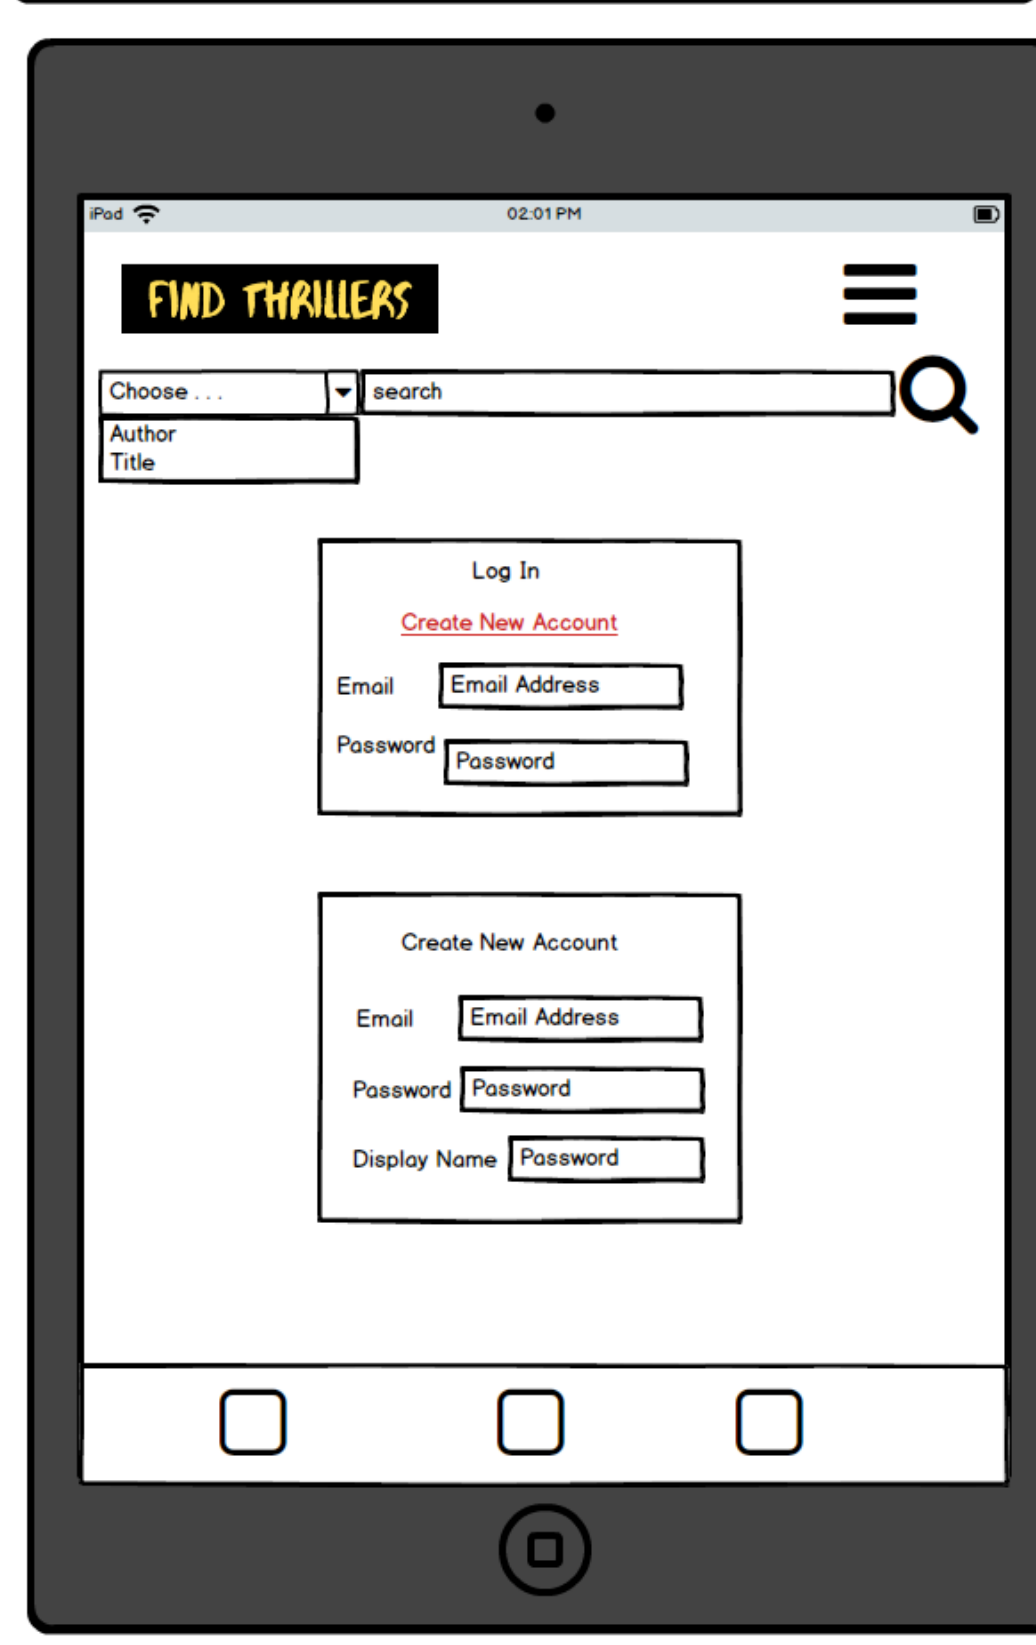 iPad 02:01 PM
FIND THRILLERS
Choose . . . search
Author
Title
Log In
Create New Account
Email Email Address
Password Password
Create New Account
Email Email Address
Password Password
Display Name Password